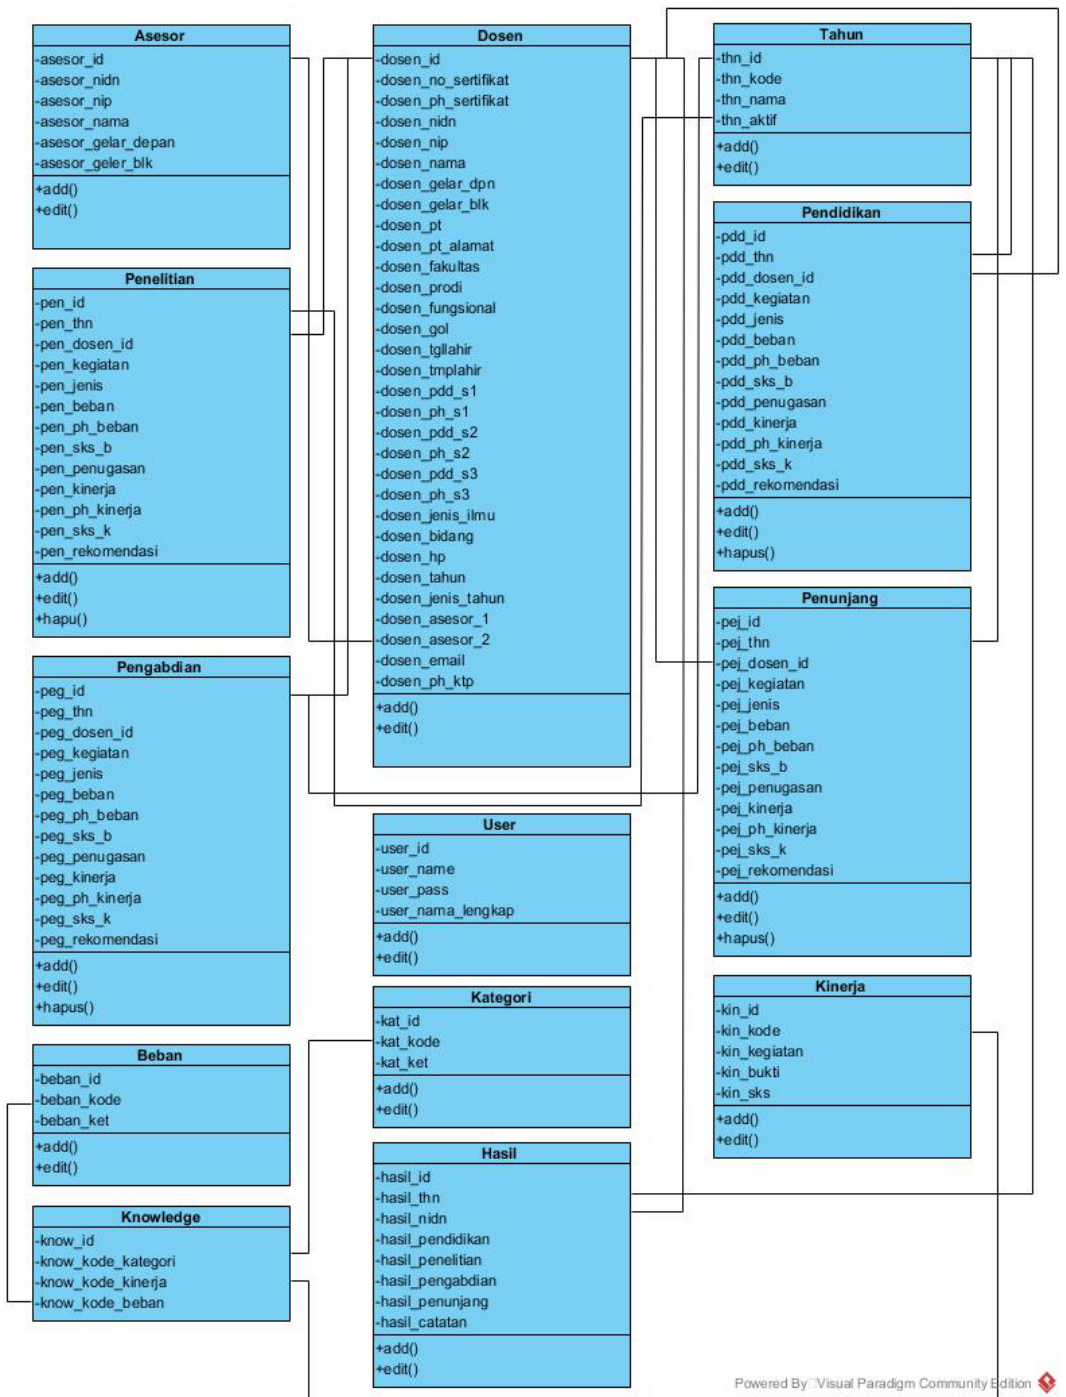 Asesor
-asesor_id
-asesor_nidn
-asesor_nip
-asesor_nama
-asesor_gelar_depan
-asesor_geler_blk
+add()
+edit()
Penelitian
-pen_id
-pen_thn
-pen_dosen_id
-pen_kegiatan
-pen_jenis
-pen_beban
-pen_ph_beban
-pen_sks_b
-pen_penugasan
-pen_kinerja
-pen_ph_kinerja
-pen_sks_k
-pen_rekomendasi
+add()
+edit()
+hapu()
Pengabdian
-peg_id
-peg_thn
-peg_dosen_id
-peg_kegiatan
-peg_jenis
-peg_beban
-peg_ph_beban
-peg_sks_b
-peg_penugasan
-peg_kinerja
-peg_ph_kinerja
-peg_sks_k
-peg_rekomendasi
+add()
+edit()
+hapus()
Beban
-beban_id
-beban_kode
-beban_ket
+add()
+edit()
Knowledge
-know_id
-know_kode_kategori
-know_kode_kinerja
-know_kode_beban
Dosen
-dosen_id
-dosen_no_sertifikat
-dosen_ph_sertifikat
-dosen_nidn
-dosen_nip
-dosen_nama
-dosen_gelar_dpn
-dosen_gelar_blk
-dosen_pt
-dosen_pt_alamat
-dosen_fakultas
-dosen_prodi
-dosen_fungsional
-dosen_gol
-dosen_tgllahir
-dosen_tmplahir
-dosen_pdd_s1
-dosen_ph_s1
-dosen_pdd_s2
-dosen_ph_s2
-dosen_pdd_s3
-dosen_ph_s3
-dosen_jenis_ilmu
-dosen_bidang
-dosen_hp
-dosen_tahun
-dosen_jenis_tahun
-dosen_asesor_1
-dosen_asesor_2
-dosen_email
-dosen_ph_ktp
+add()
+edit()
User
-user_id
-user_name
-user_pass
-user_nama_lengkap
+add()
+edit()
Kategori
-kat_id
-kat_kode
-kat_ket
+add()
+edit()
Hasil
-hasil_id
-hasil_thn
-hasil_nidn
-hasil_pendidikan
-hasil_penelitian
-hasil_pengabdian
-hasil_penunjang
-hasil_catatan
+add()
+edit()
Tahun
-thn_id
-thn_kode
-thn_nama
-thn_aktif
+add()
+edit()
Pendidikan
-pdd_id
-pdd_thn
-pdd_dosen_id
-pdd_kegiatan
-pdd_jenis
-pdd_beban
-pdd_ph_beban
-pdd_sks_b
-pdd_penugasan
-pdd_kinerja
-pdd_ph_kinerja
-pdd_sks_k
-pdd_rekomendasi
+add()
+edit()
+hapus()
Penunjang
-pej_id
-pej_thn
-pej_dosen_id
-pej_kegiatan
-pej_jenis
-pej_beban
-pej_ph_beban
-pej_sks_b
-pej_penugasan
-pej_kinerja
-pej_ph_kinerja
-pej_sks_k
-pej_rekomendasi
+add()
+edit()
+hapus()
Kinerja
-kin_id
-kin_kode
-kin_kegiatan
-kin_bukti
-kin_sks
+add()
+edit()
Powered By Visual Paradigm Community Edition